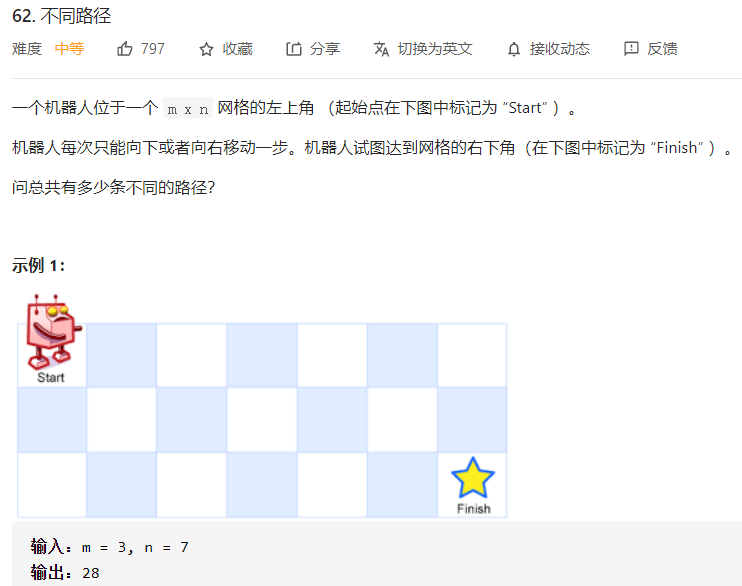 62. 不同路径
难度 中等 797 收藏 分享 切换为英文 接收动态 反馈
一个机器人位于一个 m x n 网格的左上角 （起始点在下图中标记为 “Start” ）。
机器人每次只能向下或者向右移动一步。机器人试图达到网格的右下角（在下图中标记为 “Finish” ）。
问总共有多少条不同的路径？
示例 1：
Start
Finish
输入：m = 3, n = 7
输出：28